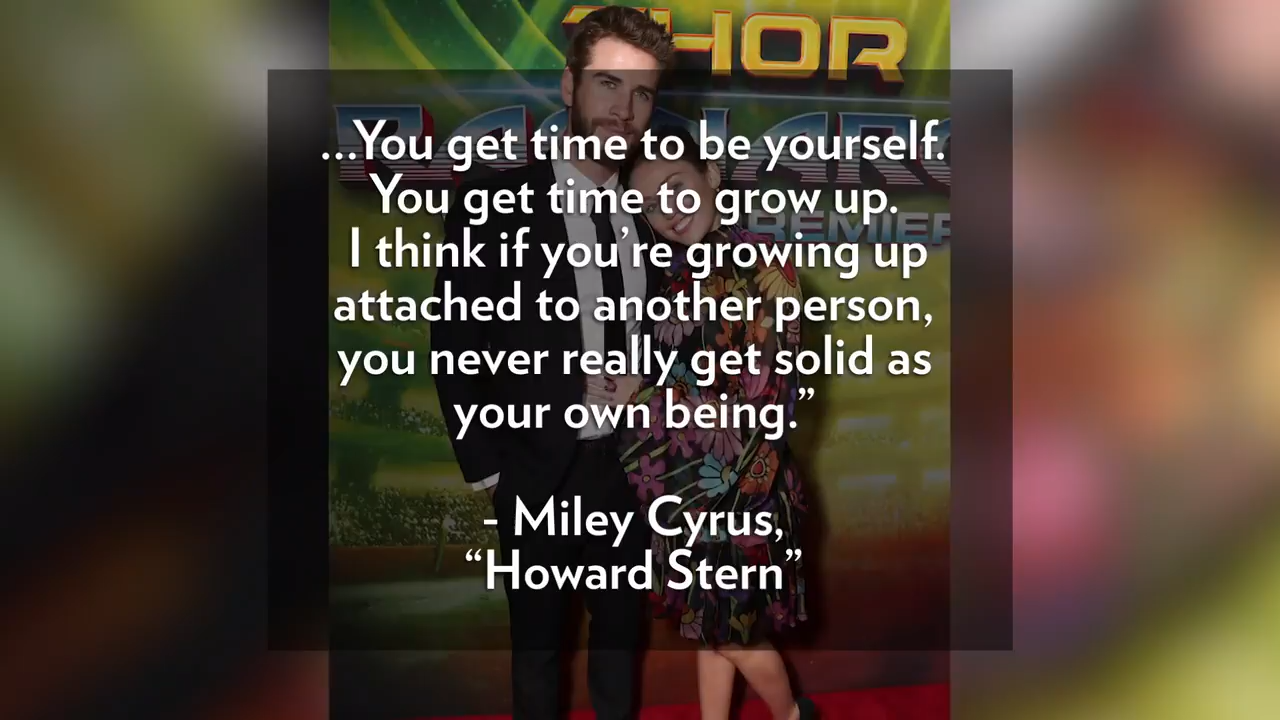 THOR
...You get time to be yourself.
You get time to grow up.
I think if you're growing up
attached to another person,
you never really get solid as
your own being.”
- Miley Cyrus,
“Howard Stern”